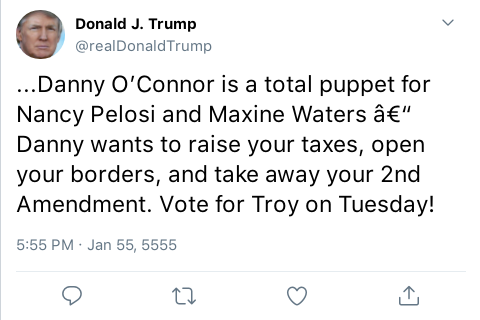 Donald J. Trump
@realDonaldTrump
...Danny O’Connor is a total puppet for
Nancy Pelosi and Maxine Waters â€“
Danny wants to raise your taxes, open
your borders, and take away your 2nd
Amendment. Vote for Troy on Tuesday!
5:55 PM · Jan 55, 5555